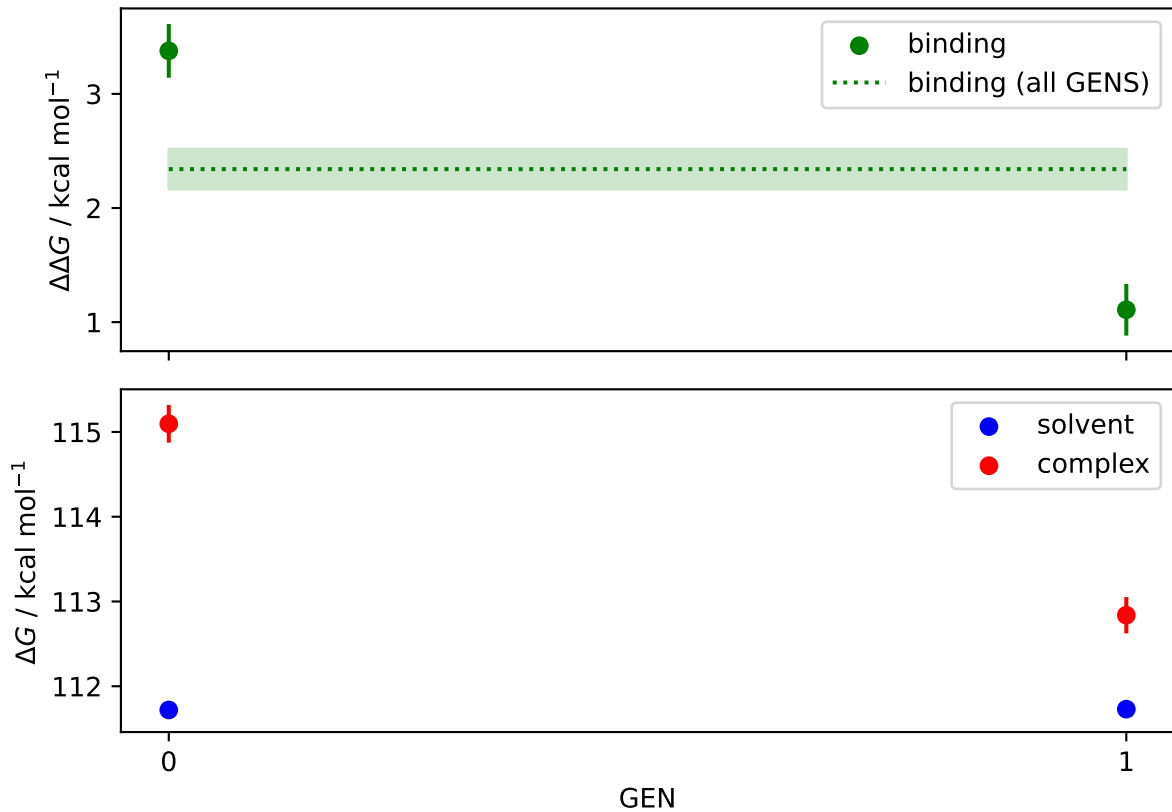 binding
binding (all GENS)
3
2
1
ΔΔG / kcal mol⁻¹
solvent
complex
115
114
113
112
ΔG / kcal mol⁻¹
0
1
GEN